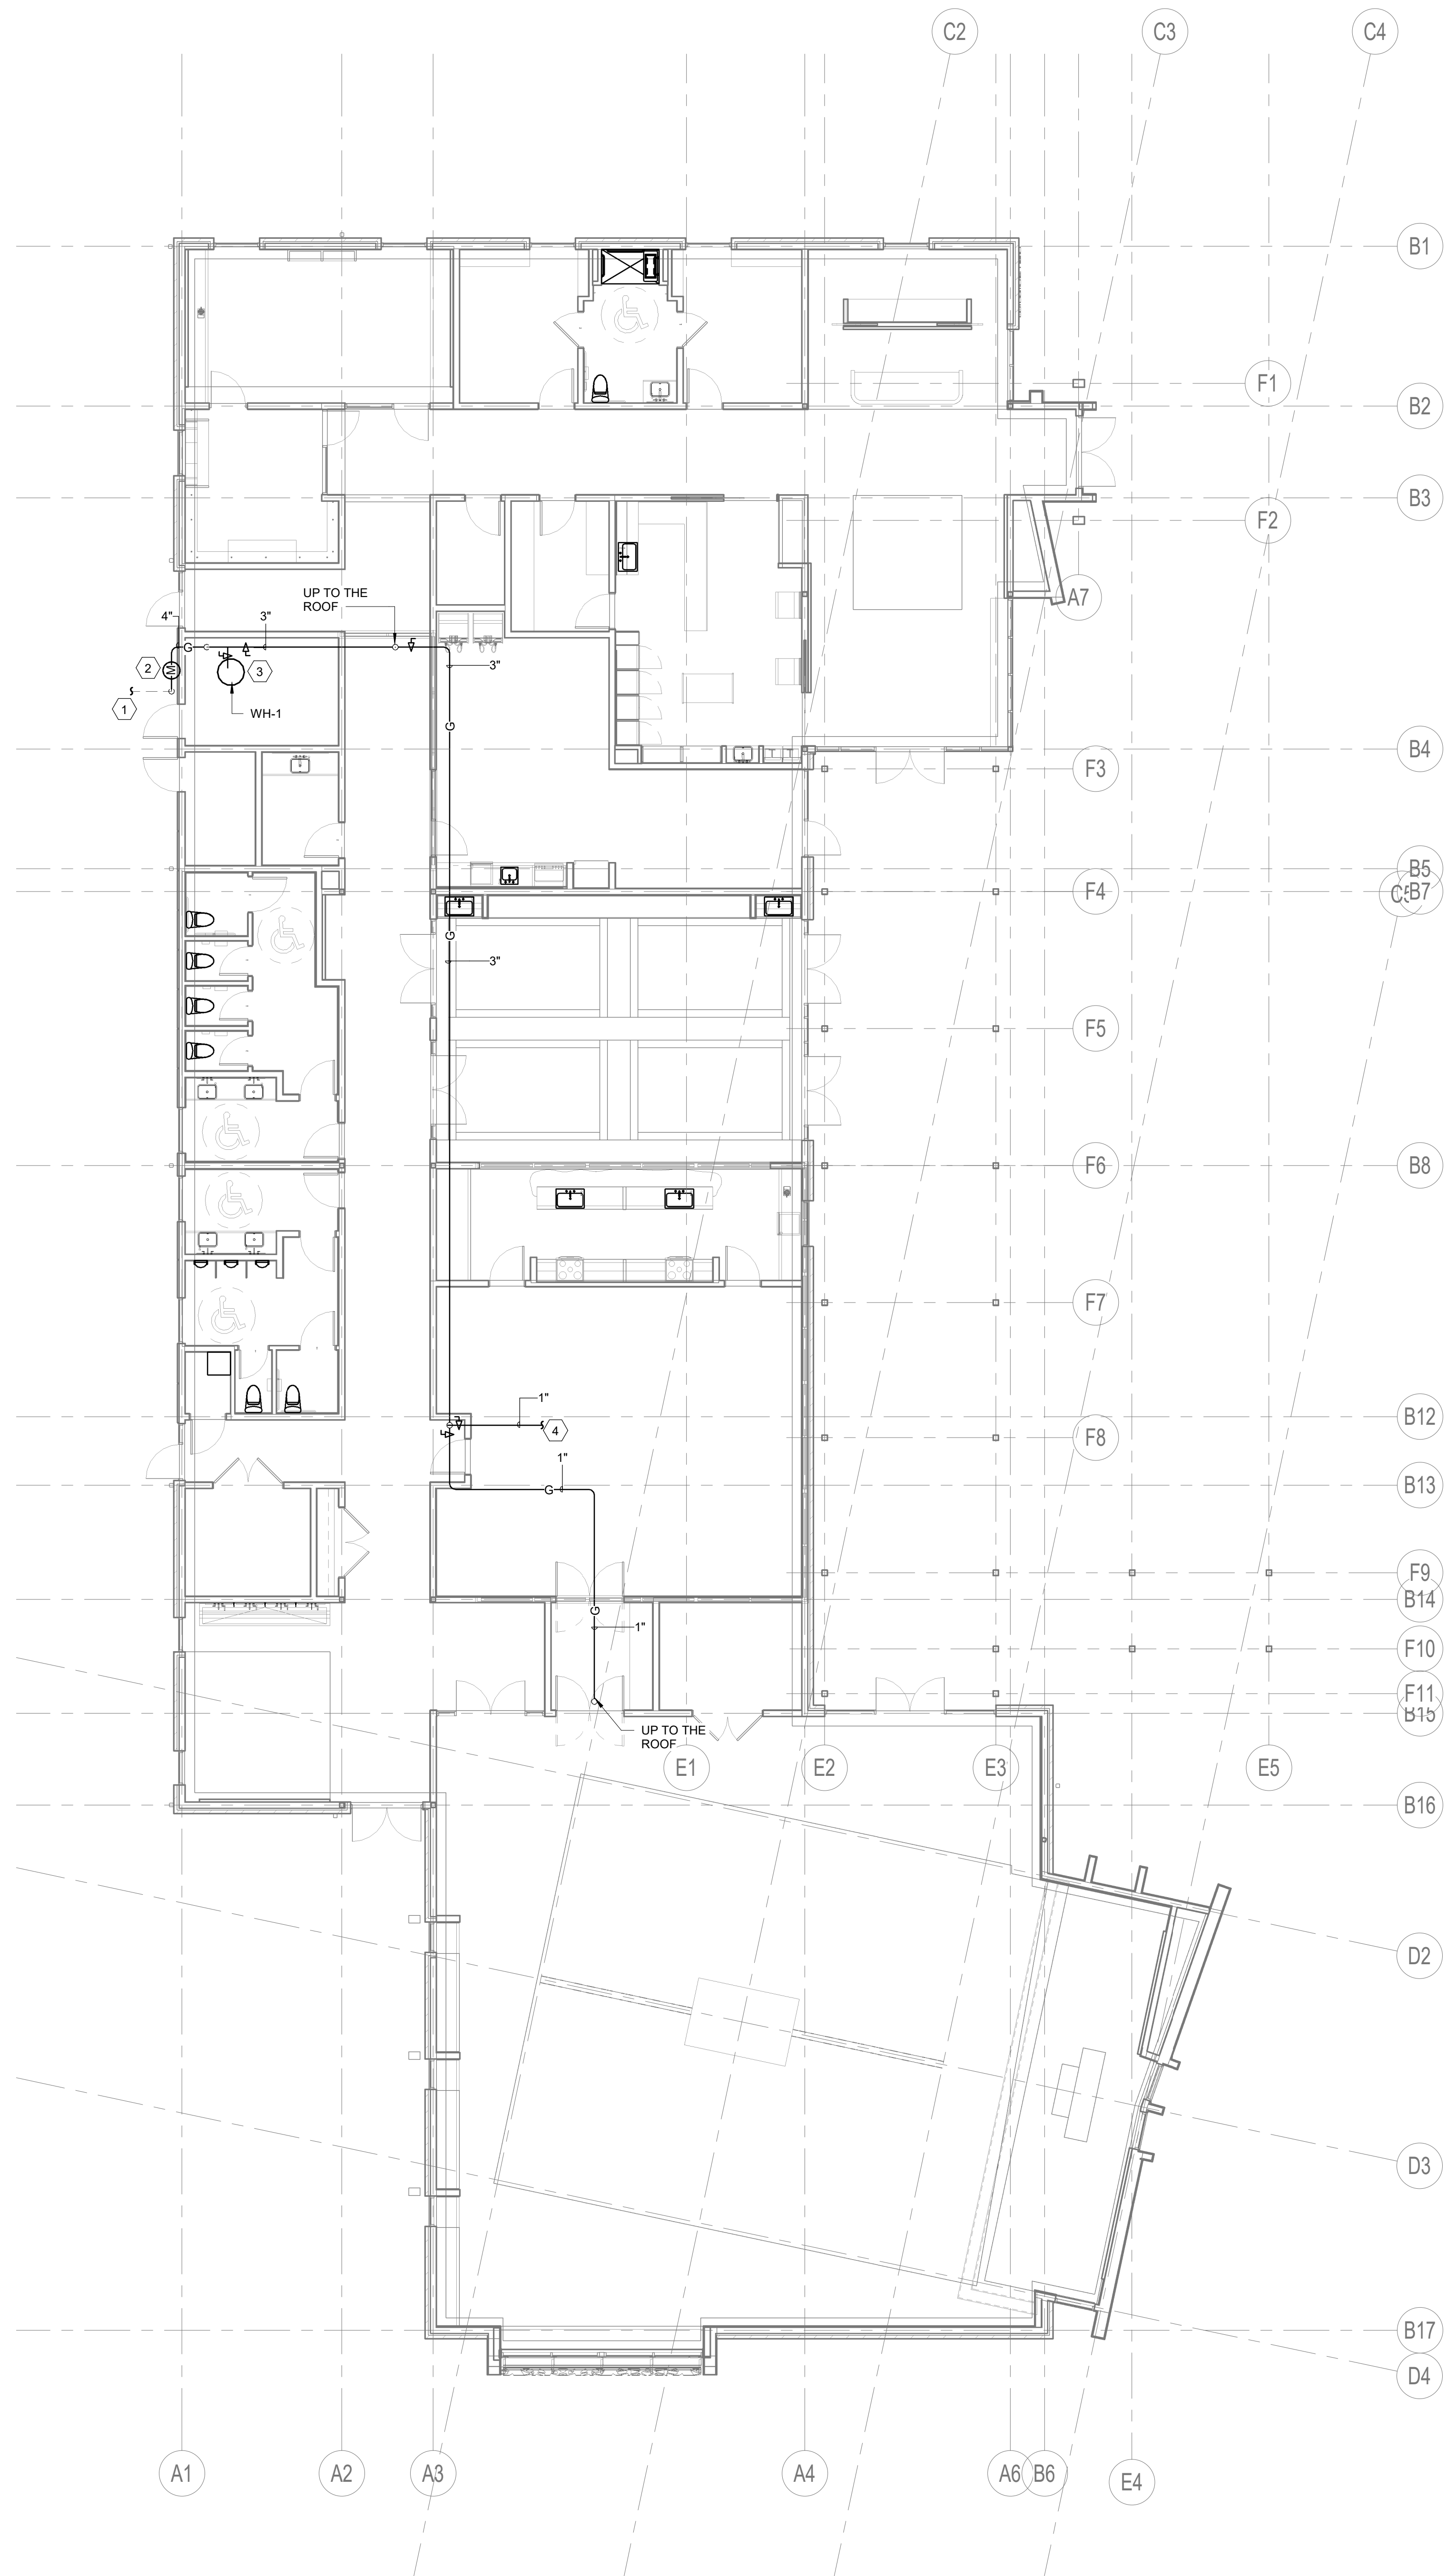 C2
C3
C4
B1
F1
B2
B3
F2
A7
UP TO THE
ROOF
4"
3"
G
2
M
3
3"
1
WH-1
G
B4
F3
B5
F4
B7
G
3"
F5
F6
B8
F7
1"
4
B12
F8
1"
G
B13
F9
B14
G
1"
F10
F11
B15
UP TO THE
ROOF
E1
E2
E3
E5
B16
D2
D3
B17
D4
A1
A2
A3
A4
A6
B6
E4